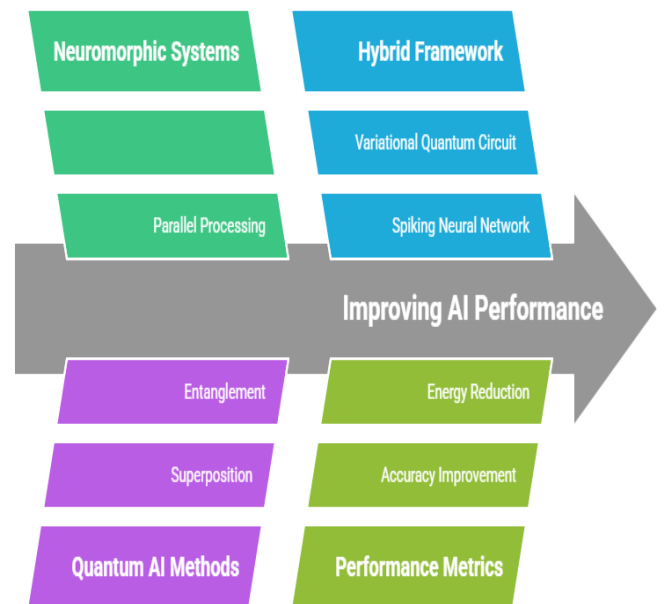 Neuromorphic Systems
Hybrid Framework
Variational Quantum Circuit
Parallel Processing
Spiking Neural Network
Improving AI Performance
Entanglement
Energy Reduction
Superposition
Accuracy Improvement
Quantum AI Methods
Performance Metrics